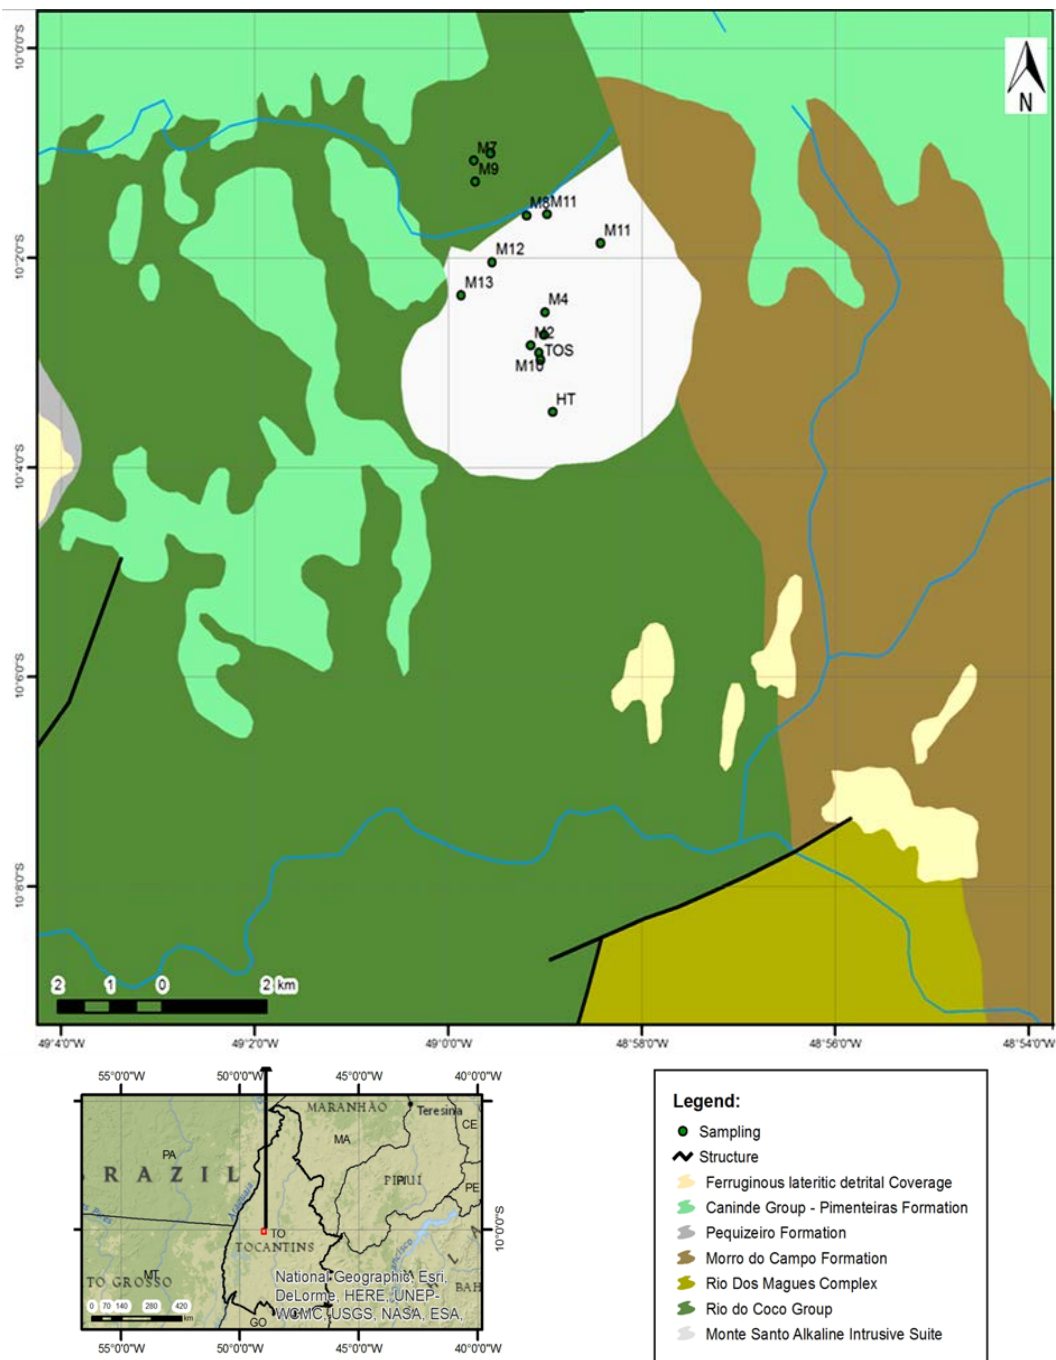 10°0'0"S
N
M7
M9
M8
M11
M11
10°2'0"S
M12
M13
M4
M2
TOS
M10
HT
10°4'0"S
10°6'0"S
10°8'0"S
2 1 0 2 km
49°4'0"W 49°2'0"W 49°0'0"W 48°58'0"W 48°56'0"W 48°54'0"W
55°0'0"W 50°0'0"W 45°0'0"W 40°0'0"W
MARANHÃO
Teresina
CE
MA
PA
RAZIL
PIAUÍ
PI
PE
Araguaia
10°0'0"S
TO
TOCANTINS
Francisco
TO GROSSO
MT
BAH
National Geographic, Esri,
DeLorme, HERE, UNEP-
WCMC, USGS, NASA, ESA,
0 70 140 280 420
km
GO
55°0'0"W 50°0'0"W 45°0'0"W 40°0'0"W
Legend:
Sampling
Structure
Ferruginous lateritic detrital Coverage
Caninde Group - Pimenteiras Formation
Pequizeiro Formation
Morro do Campo Formation
Rio Dos Magues Complex
Rio do Coco Group
Monte Santo Alkaline Intrusive Suite